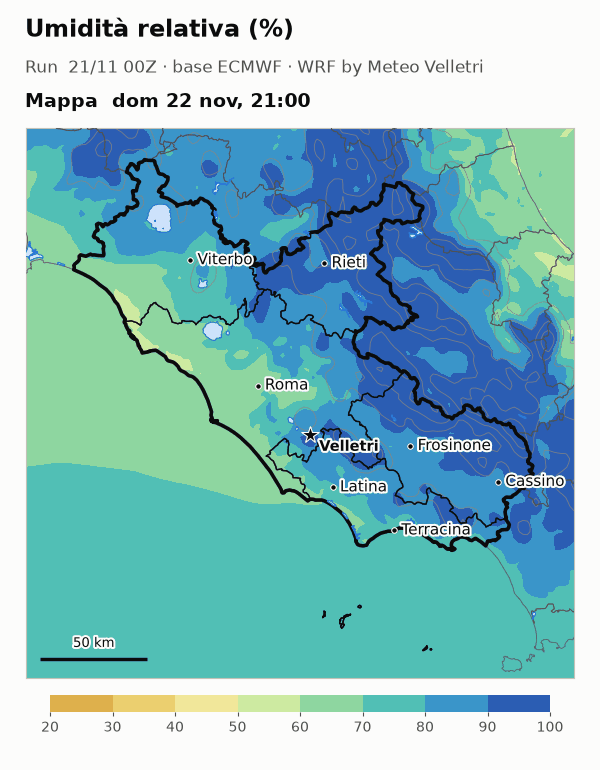 Umidità relativa (%)
Run  21/11 00Z · base ECMWF · WRF by Meteo Velletri
Mappa  dom 22 nov, 21:00
Viterbo
Rieti
Roma
Velletri
Frosinone
Cassino
Latina
Terracina
50 km
20 30 40 50 60 70 80 90 100